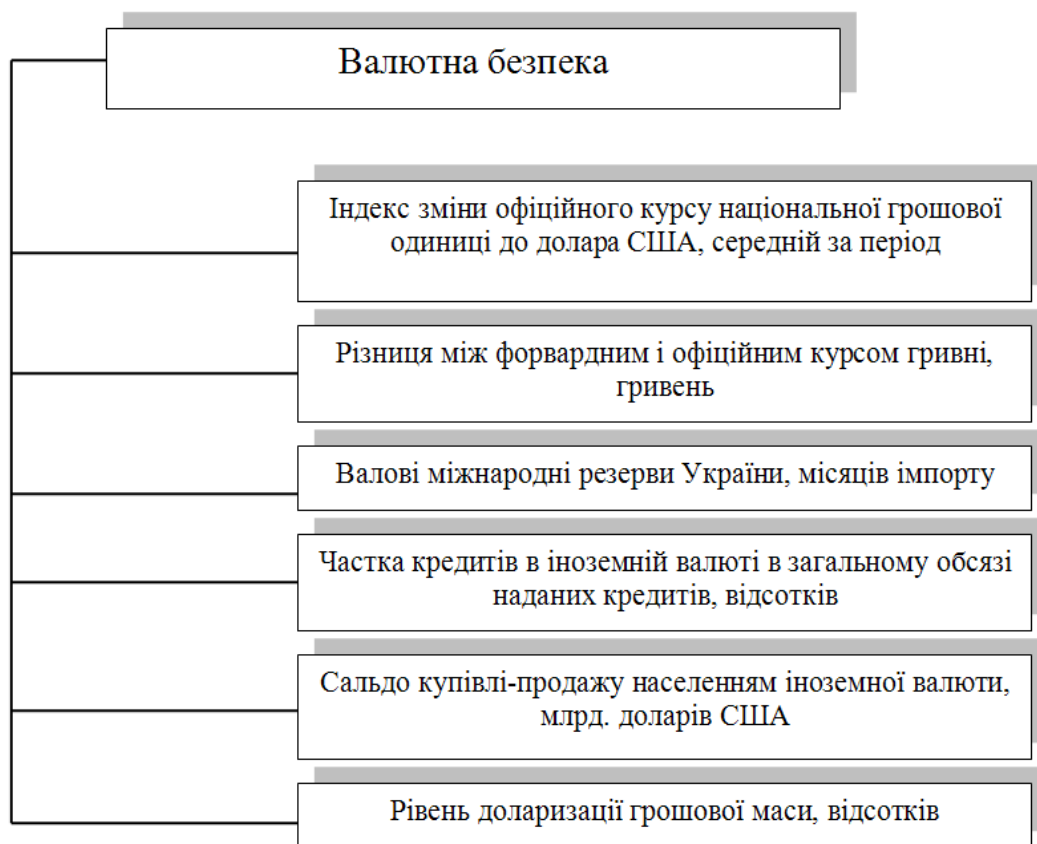 Валютна безпека
Індекс зміни офіційного курсу національної грошової
одиниці до долара США, середній за період
Різниця між форвардним і офіційним курсом гривні,
гривень
Валові міжнародні резерви України, місяців імпорту
Частка кредитів в іноземній валюті в загальному обсязі
наданих кредитів, відсотків
Сальдо купівлі-продажу населенням іноземної валюти,
млрд. доларів США
Рівень доларизації грошової маси, відсотків